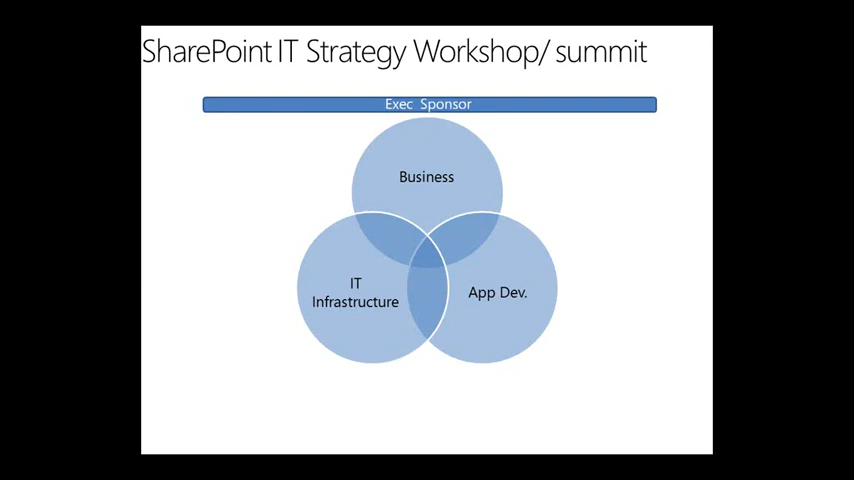 SharePoint IT Strategy Workshop/ summit
Exec Sponsor
Business
IT
Infrastructure
App Dev.